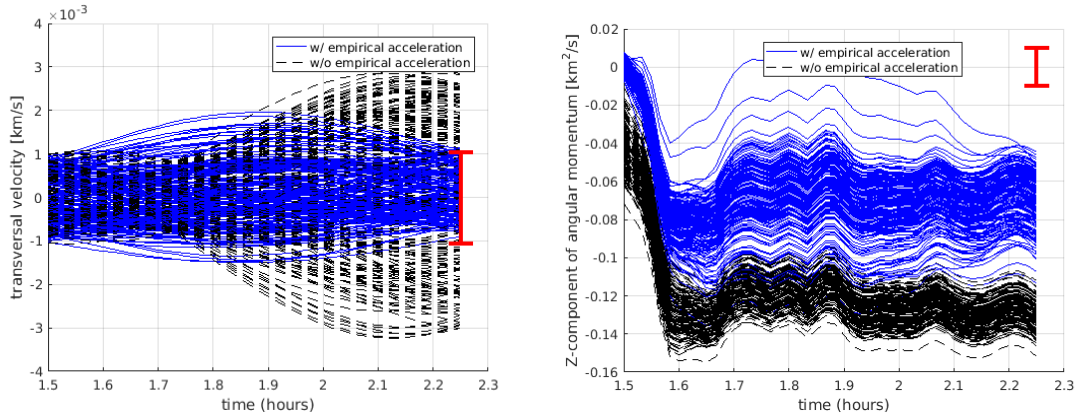 ×10⁻³
4
3
2
1
0
-1
-2
-3
-4
transversal velocity [km/s]
w/ empirical acceleration
w/o empirical acceleration
1.5 1.6 1.7 1.8 1.9 2 2.1 2.2 2.3
time (hours)
0.02
0
-0.02
-0.04
-0.06
-0.08
-0.1
-0.12
-0.14
-0.16
Z-component of angular momentum [km²/s]
w/ empirical acceleration
w/o empirical acceleration
1.5 1.6 1.7 1.8 1.9 2 2.1 2.2 2.3
time (hours)